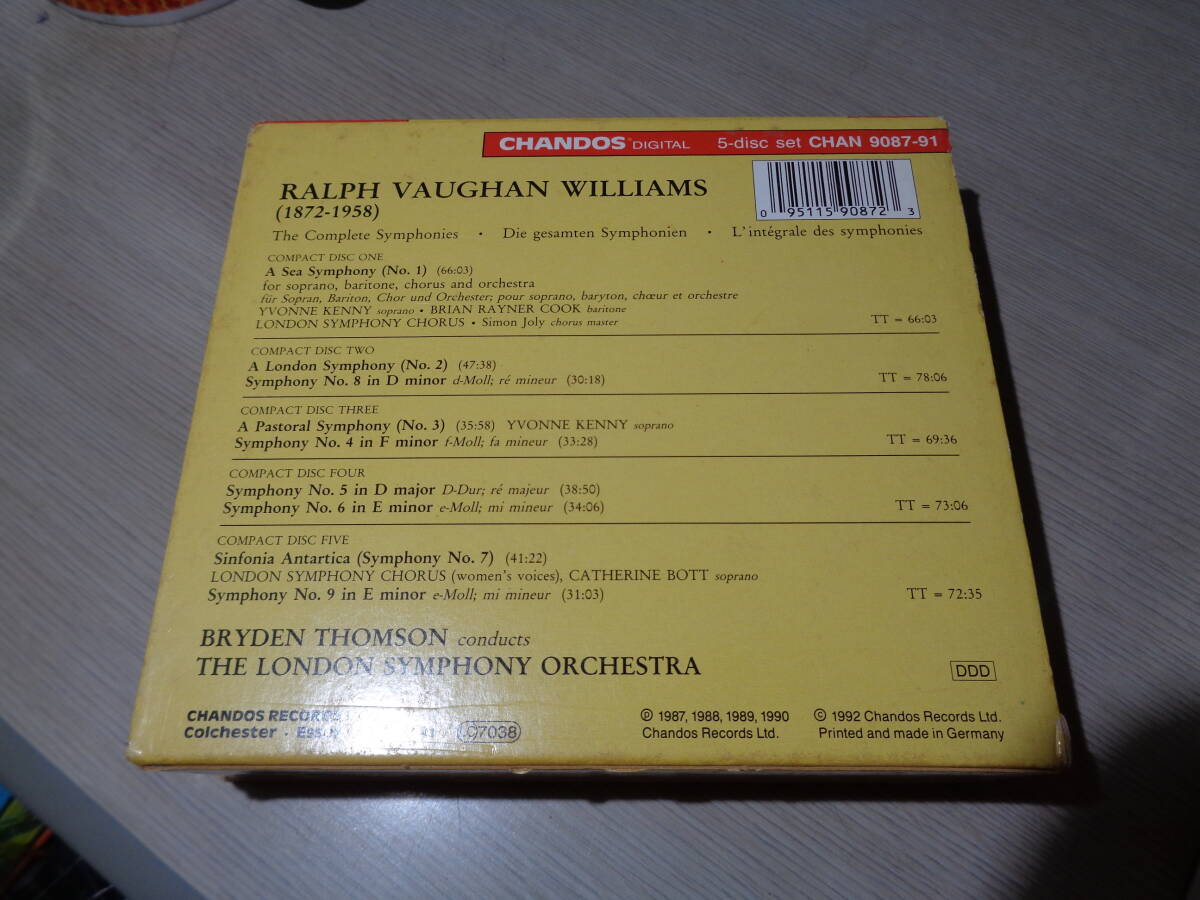 CHANDOS DIGITAL 5-disc set CHAN 9087-91
RALPH VAUGHAN WILLIAMS
(1872-1958)
0 95115 90872 3
The Complete Symphonies · Die gesamten Symphonien · L'intégrale des symphonies
COMPACT DISC ONE
A Sea Symphony (No. 1) (66:03)
for soprano, baritone, chorus and orchestra
für Sopran, Bariton, Chor und Orchester; pour soprano, baryton, chœur et orchestre
YVONNE KENNY soprano · BRIAN RAYNER COOK baritone
LONDON SYMPHONY CHORUS · Simon Joly chorus master TT = 66:03
COMPACT DISC TWO
A London Symphony (No. 2) (47:38)
Symphony No. 8 in D minor d-Moll; ré mineur (30:18) TT = 78:06
COMPACT DISC THREE
A Pastoral Symphony (No. 3) (35:58) YVONNE KENNY soprano
Symphony No. 4 in F minor f-Moll; fa mineur (33:28) TT = 69:36
COMPACT DISC FOUR
Symphony No. 5 in D major D-Dur; ré majeur (38:50)
Symphony No. 6 in E minor e-Moll; mi mineur (34:06) TT = 73:06
COMPACT DISC FIVE
Sinfonia Antartica (Symphony No. 7) (41:22)
LONDON SYMPHONY CHORUS (women's voices), CATHERINE BOTT soprano
Symphony No. 9 in E minor e-Moll; mi mineur (31:03) TT = 72:35
BRYDEN THOMSON conducts
THE LONDON SYMPHONY ORCHESTRA
DDD
CHANDOS RECORDS ℗ 1987, 1988, 1989, 1990 © 1992 Chandos Records Ltd.
Colchester · LC7038 Chandos Records Ltd. Printed and made in Germany